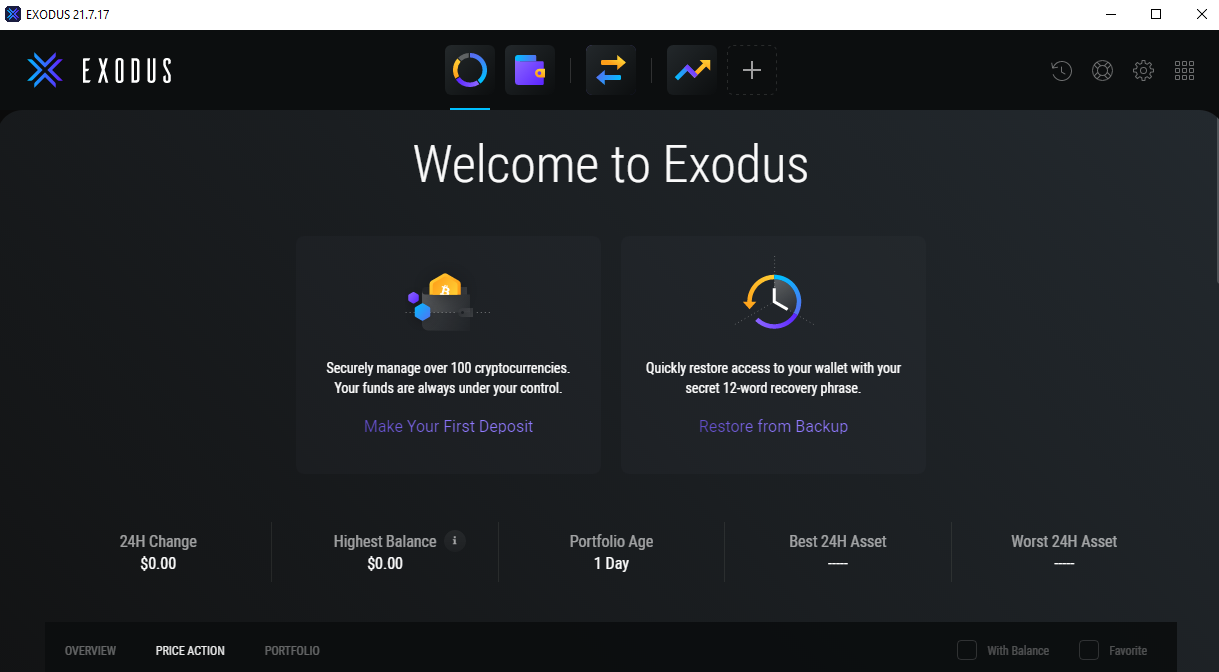 EXODUS 21.7.17
EXODUS
Welcome to Exodus
Securely manage over 100 cryptocurrencies.
Your funds are always under your control.
Make Your First Deposit
Quickly restore access to your wallet with your
secret 12-word recovery phrase.
Restore from Backup
24H Change
$0.00
Highest Balance i
$0.00
Portfolio Age
1 Day
Best 24H Asset
-----
Worst 24H Asset
-----
OVERVIEW PRICE ACTION PORTFOLIO With Balance Favorite